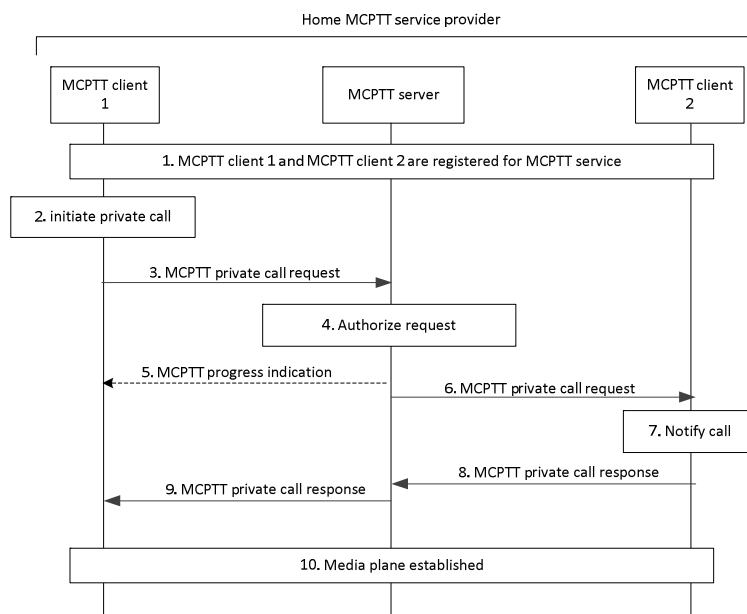 Home MCPTT service provider
MCPTT client
1
MCPTT server
MCPTT client
2
1. MCPTT client 1 and MCPTT client 2 are registered for MCPTT service
2. initiate private call
3. MCPTT private call request
4. Authorize request
5. MCPTT progress indication
6. MCPTT private call request
7. Notify call
8. MCPTT private call response
9. MCPTT private call response
10. Media plane established